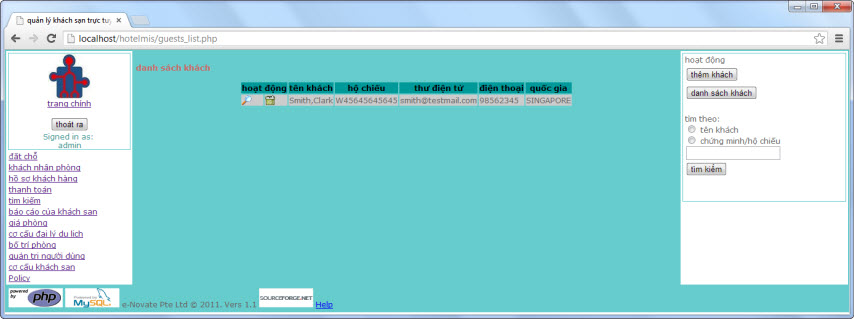 quản lý khách sạn trực tuy
localhost/hotelmis/guests_list.php
trang chính
thoát ra
Signed in as:
admin
đăt chỗ
khách nhân phòng
hồ sơ khách hàng
thanh toán
tìm kiếm
báo cáo của khách sạn
giá phòng
cơ cấu đại lý du lịch
bố trí phòng
quản trị người dùng
cơ cấu khách sạn
Policy
danh sách khách
hoạt động tên khách hộ chiếu thư điện tử điện thoại quốc gia
Smith,Clark W45645645645 smith@testmail.com 98562345 SINGAPORE
hoạt động
thêm khách
danh sách khách
tìm theo:
tên khách
chứng minh/hộ chiếu
tìm kiếm
powered by php Powered by MySQL e-Novate Pte Ltd © 2011. Vers 1.1 SOURCEFORGE.NET Help